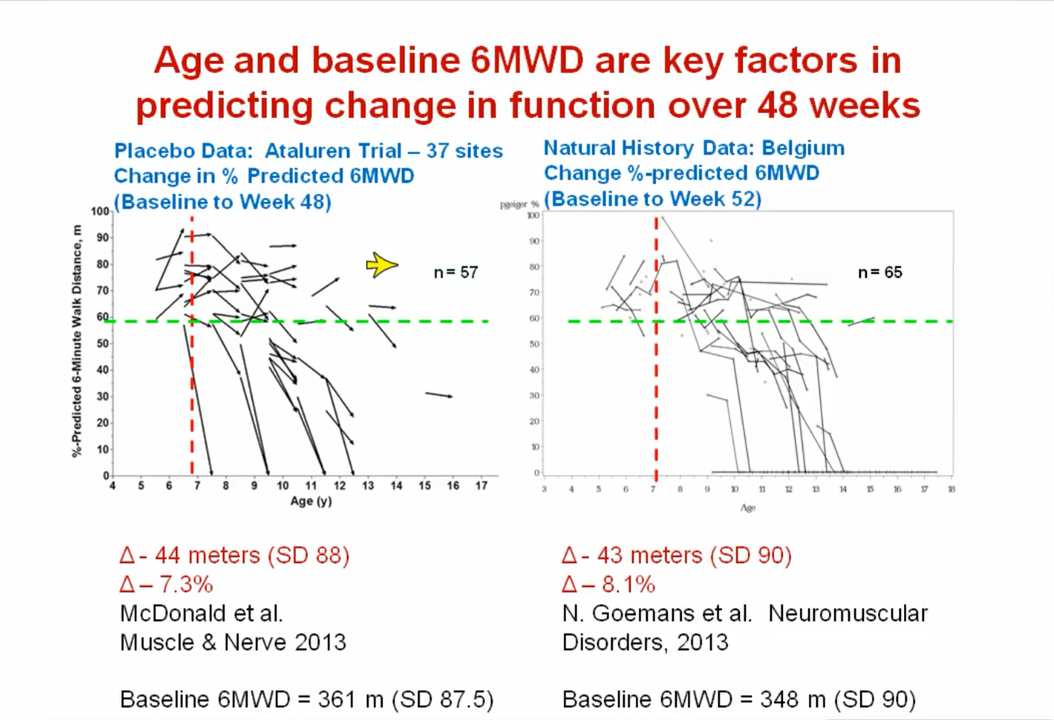 Age and baseline 6MWD are key factors in
predicting change in function over 48 weeks
Placebo Data: Ataluren Trial – 37 sites
Change in % Predicted 6MWD
(Baseline to Week 48)
%-Predicted 6-Minute Walk Distance, m
100
90
80
70
60
50
40
30
20
10
0
4 5 6 7 8 9 10 11 12 13 14 15 16 17
Age (y)
n= 57
Natural History Data: Belgium
Change %-predicted 6MWD
(Baseline to Week 52)
pgeiger %
100
90
80
70
60
50
40
30
20
10
0
3 4 5 6 7 8 9 10 11 12 13 14 15 16 17 18
Age
n= 65
Δ - 44 meters (SD 88)
Δ – 7.3%
McDonald et al.
Muscle & Nerve 2013
Baseline 6MWD = 361 m (SD 87.5)
Δ - 43 meters (SD 90)
Δ – 8.1%
N. Goemans et al. Neuromuscular
Disorders, 2013
Baseline 6MWD = 348 m (SD 90)